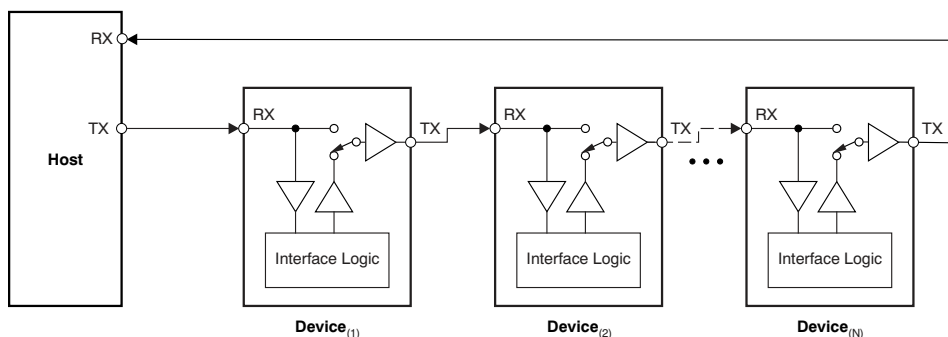 RX
TX
Host
RX
TX
Interface Logic
Device(1)
RX
TX
Interface Logic
Device(2)
RX
TX
Interface Logic
Device(N)